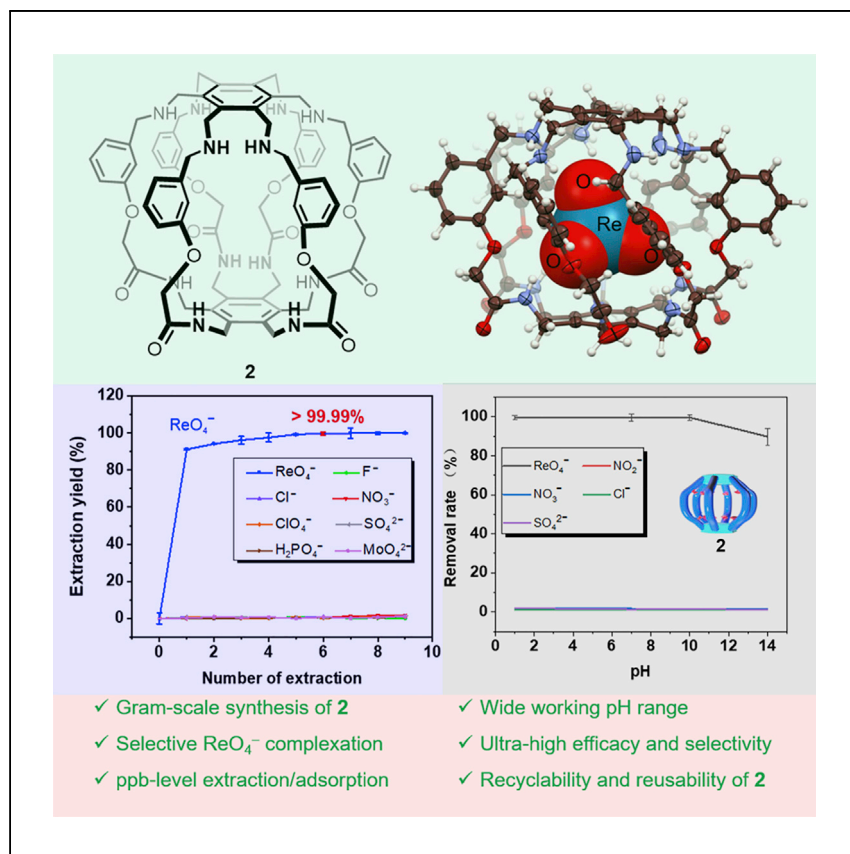 NH
HN
NH
HN
O
O
O
O
O
O
NH
HN
NH
HN
O
O
H
N
H
N
O
O
2
O
Re
O
O
120
100
80
60
40
20
0
Extraction yield (%)
ReO₄⁻
> 99.99%
ReO₄⁻ F⁻
Cl⁻ NO₃⁻
ClO₄⁻ SO₄²⁻
H₂PO₄⁻ MoO₄²⁻
0 2 4 6 8 10
Number of extraction
100
80
60
40
20
0
Removal rate (%)
ReO₄⁻ NO₂⁻
NO₃⁻ Cl⁻
SO₄²⁻
2
0 2 4 6 8 10 12 14
pH
✓ Gram-scale synthesis of 2
✓ Selective ReO₄⁻ complexation
✓ ppb-level extraction/adsorption
✓ Wide working pH range
✓ Ultra-high efficacy and selectivity
✓ Recyclability and reusability of 2